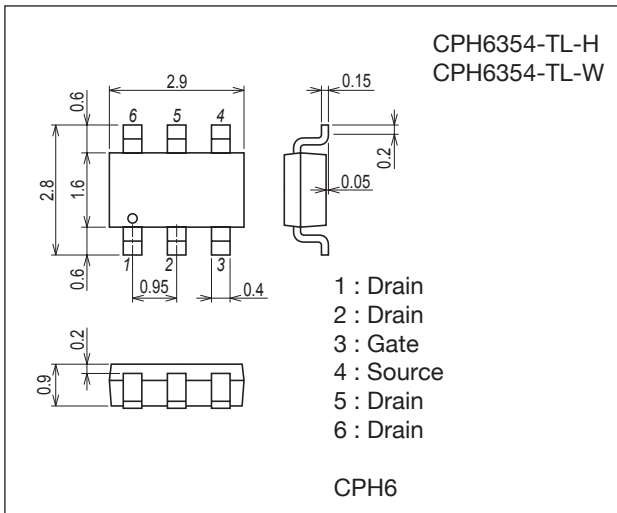 CPH6354-TL-H
CPH6354-TL-W
2.9
0.15
0.6
6
5
4
0.2
2.8
1.6
0.05
0.6
1
2
3
0.95
0.4
1 : Drain
2 : Drain
3 : Gate
4 : Source
5 : Drain
6 : Drain
0.2
0.9
CPH6